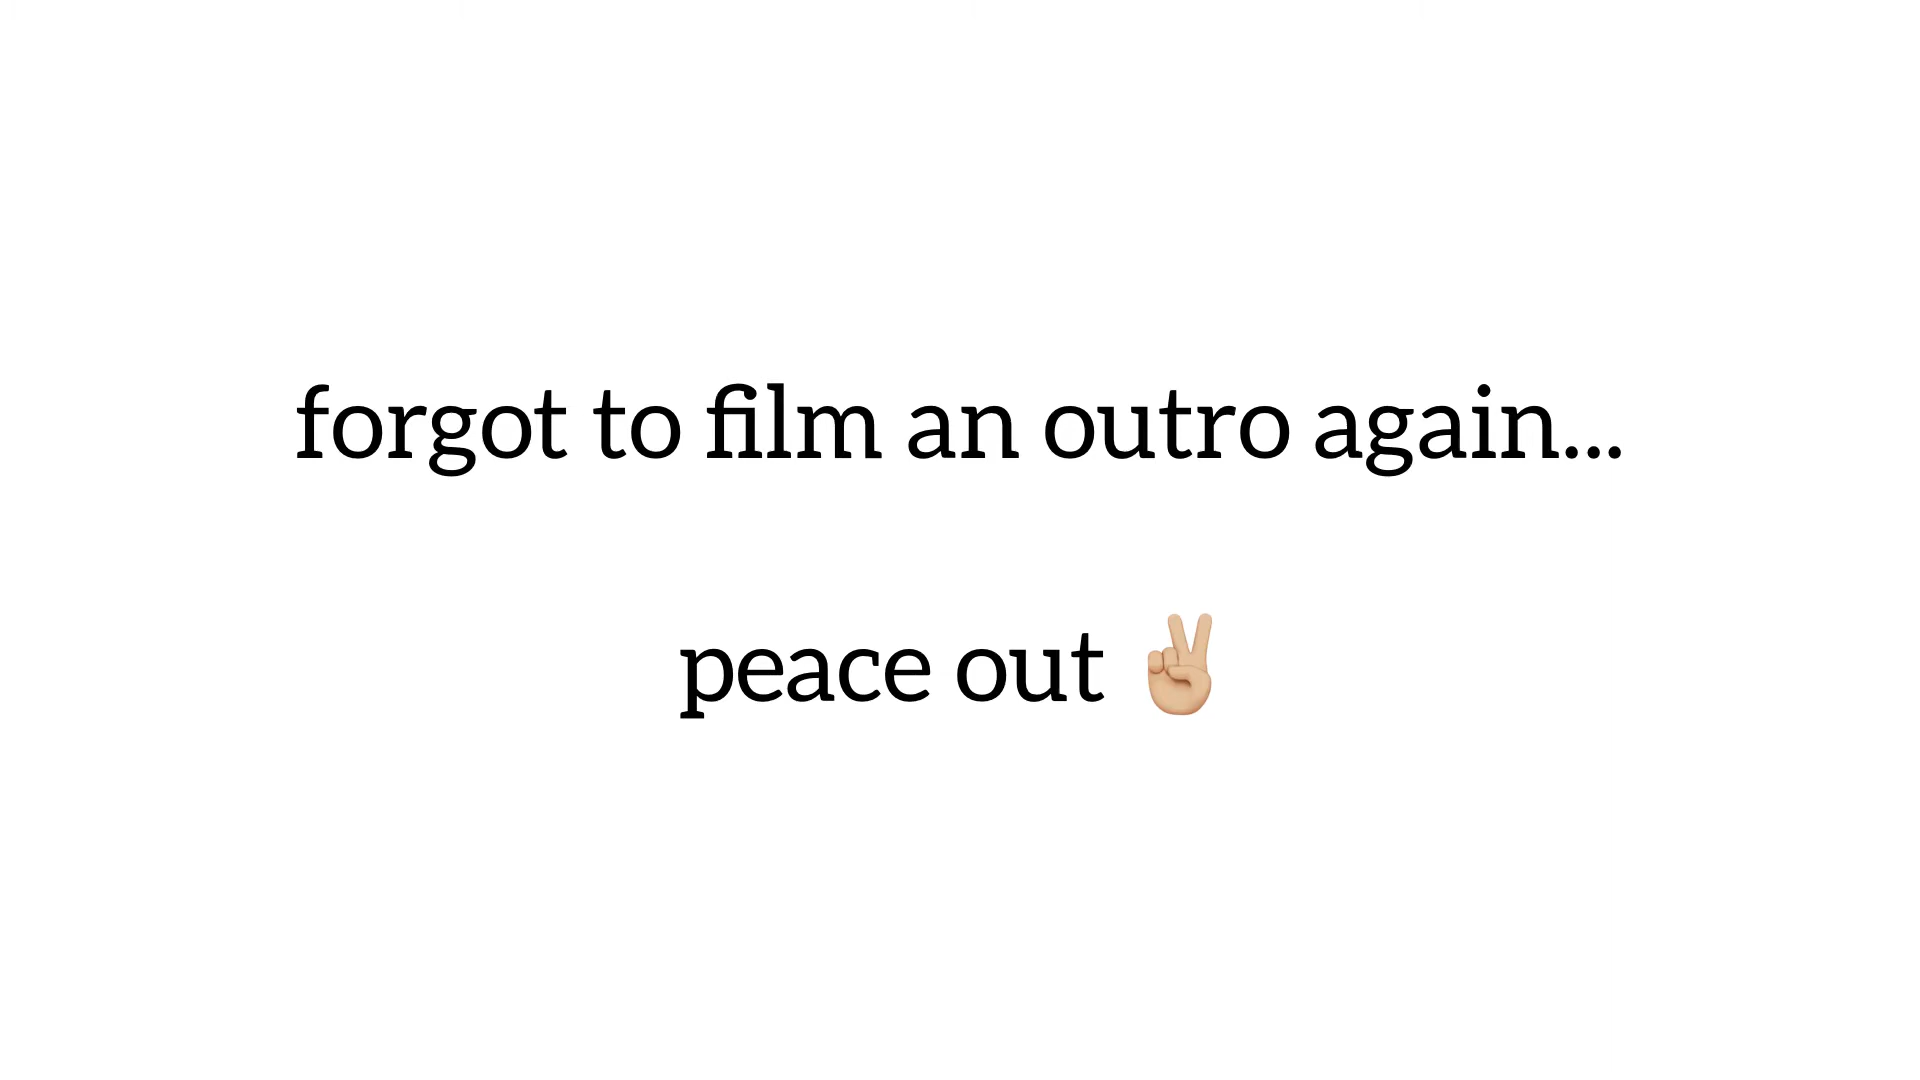 forgot to film an outro again...
peace out ✌🏼